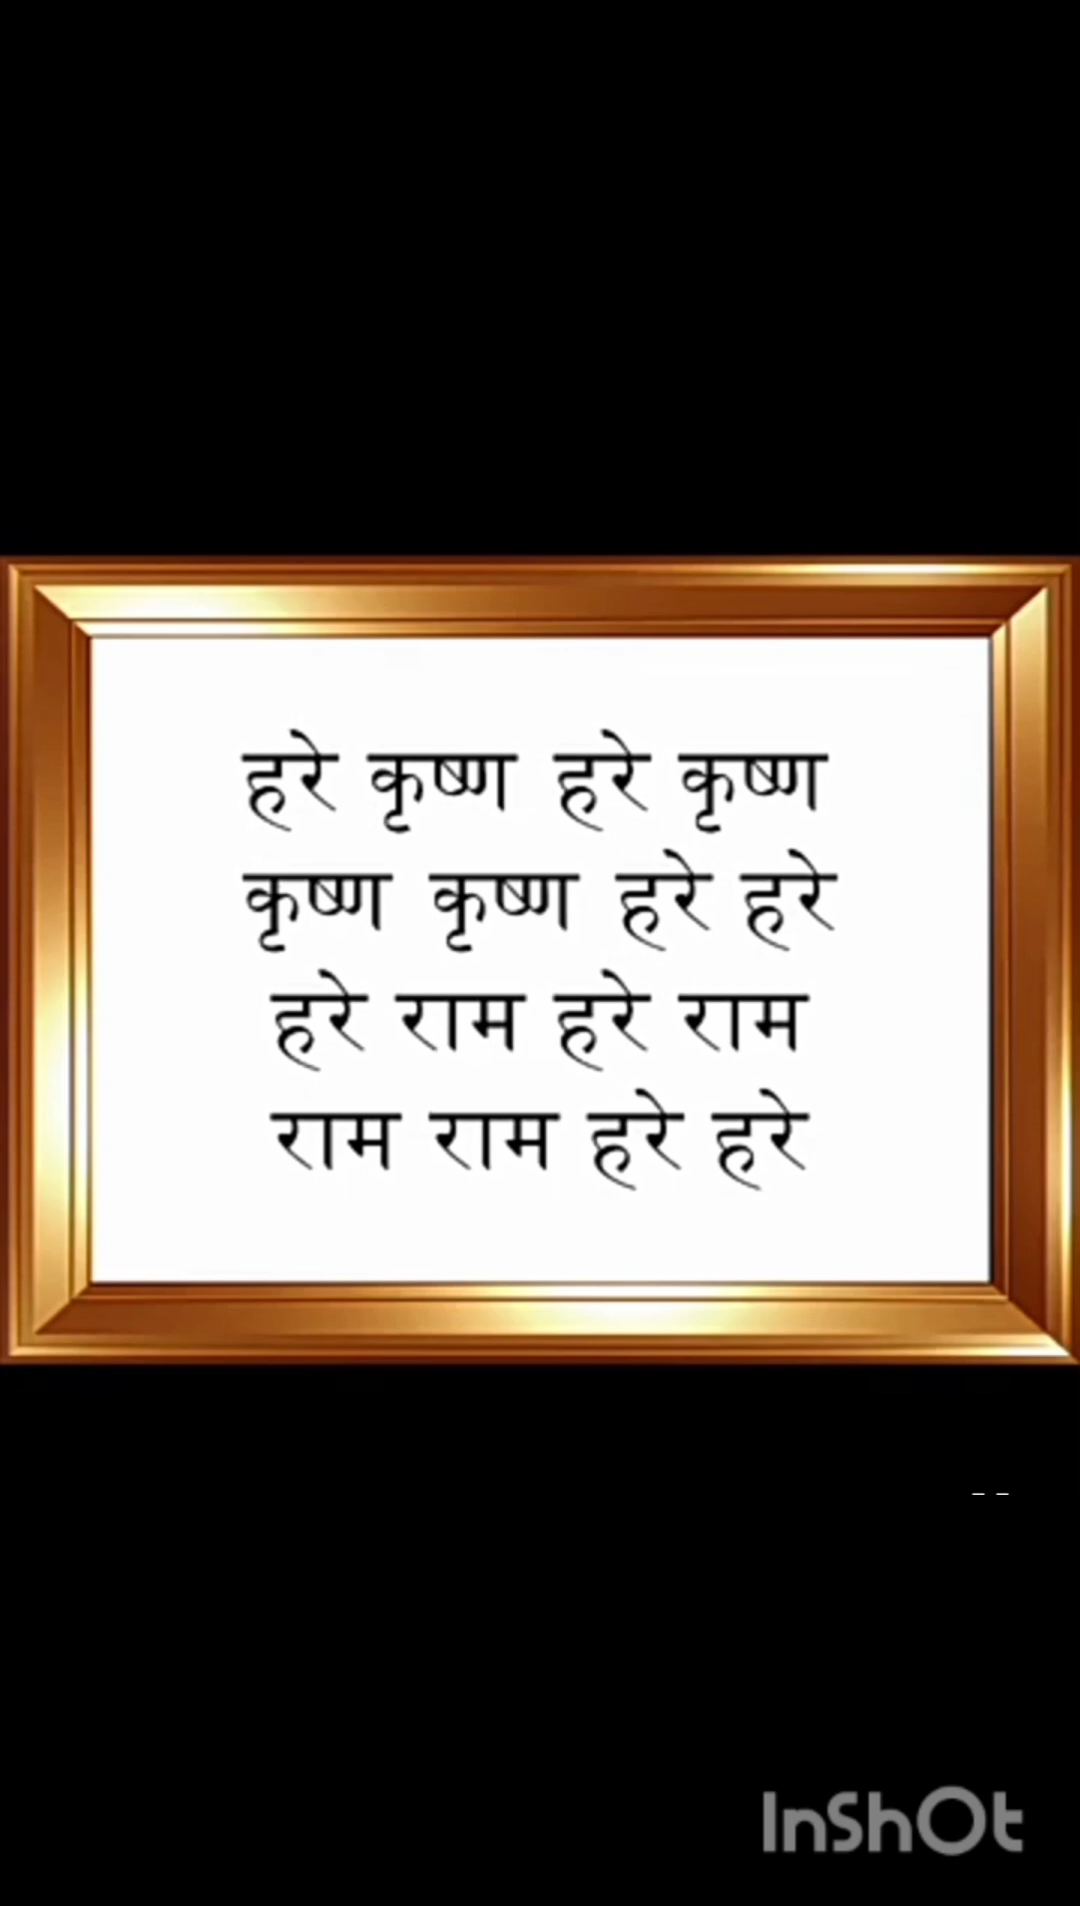 हरे कृष्ण हरे कृष्ण
कृष्ण कृष्ण हरे हरे
हरे राम हरे राम
राम राम हरे हरे
InShOt